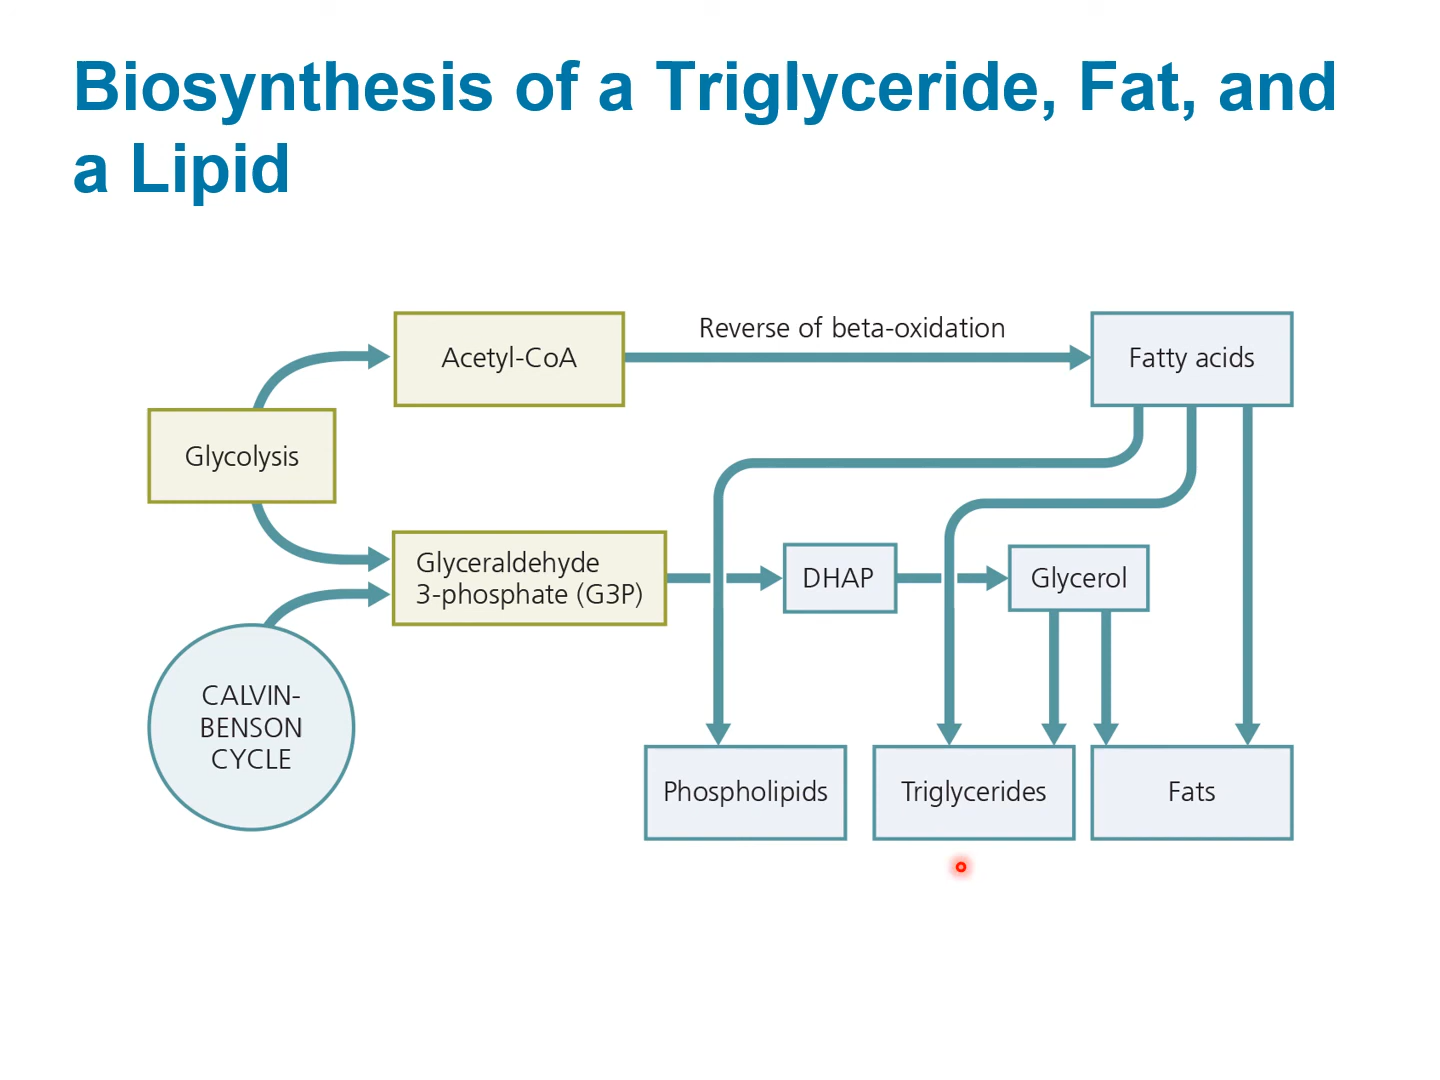 Biosynthesis of a Triglyceride, Fat, and
a Lipid
Reverse of beta-oxidation
Acetyl-CoA
Fatty acids
Glycolysis
Glyceraldehyde
3-phosphate (G3P)
DHAP
Glycerol
CALVIN-
BENSON
CYCLE
Phospholipids
Triglycerides
Fats